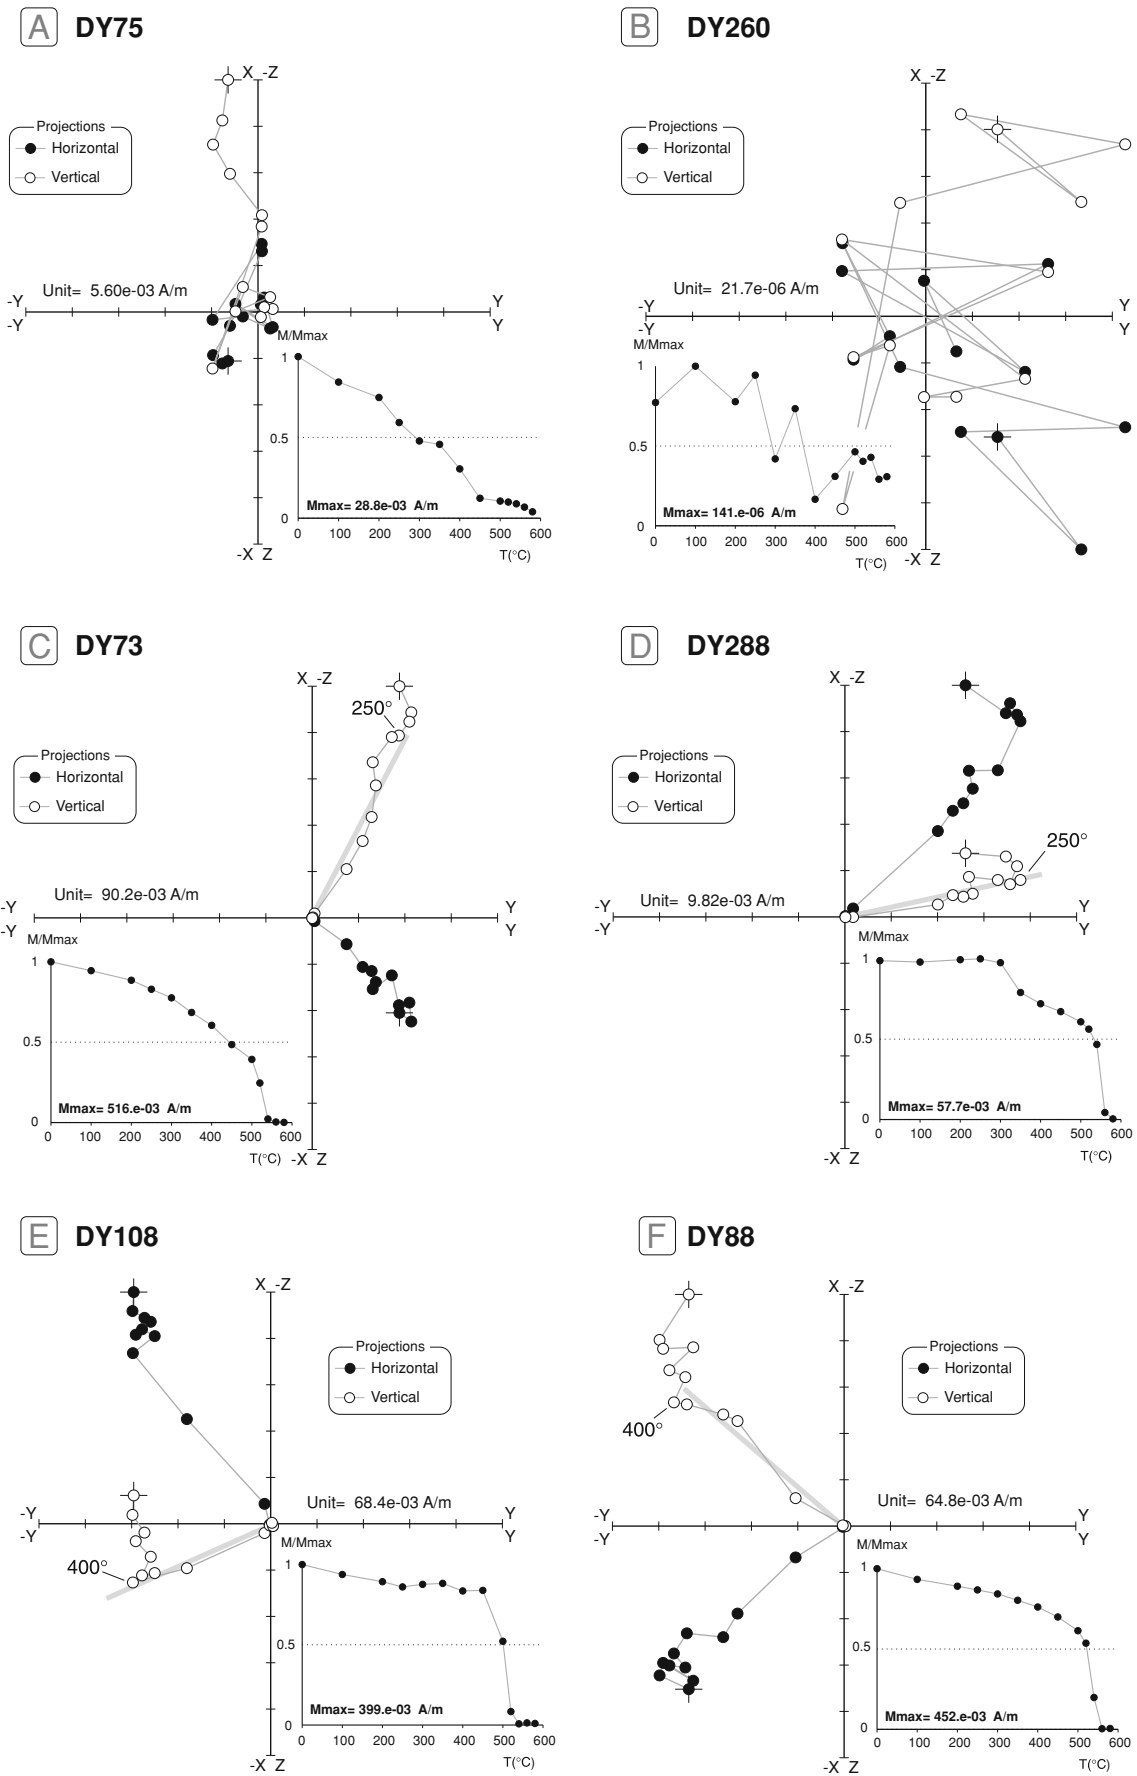 A DY75
X -Z
Projections
Horizontal
Vertical
Unit= 5.60e-03 A/m
-Y Y
-Y Y
M/Mmax
1
0.5
Mmax= 28.8e-03 A/m
0
0 100 200 300 400 500 600
-X Z T(°C)
B DY260
X -Z
Projections
Horizontal
Vertical
Unit= 21.7e-06 A/m
-Y Y
-Y Y
M/Mmax
1
0.5
Mmax= 141.e-06 A/m
0
0 100 200 300 400 500 600
T(°C) -X Z
C DY73
X -Z
250°
Projections
Horizontal
Vertical
Unit= 90.2e-03 A/m
-Y Y
-Y Y
M/Mmax
1
0.5
Mmax= 516.e-03 A/m
0
0 100 200 300 400 500 600
T(°C) -X Z
D DY288
X -Z
Projections
Horizontal
Vertical
250°
Unit= 9.82e-03 A/m
-Y Y
-Y Y
M/Mmax
1
0.5
Mmax= 57.7e-03 A/m
0
0 100 200 300 400 500 600
-X Z T(°C)
E DY108
X -Z
Projections
Horizontal
Vertical
Unit= 68.4e-03 A/m
-Y Y
-Y Y
M/Mmax
400°
1
0.5
Mmax= 399.e-03 A/m
0
0 100 200 300 400 500 600
-X Z T(°C)
F DY88
X -Z
Projections
Horizontal
Vertical
400°
Unit= 64.8e-03 A/m
-Y Y
-Y Y
M/Mmax
1
0.5
Mmax= 452.e-03 A/m
0
0 100 200 300 400 500 600
-X Z T(°C)